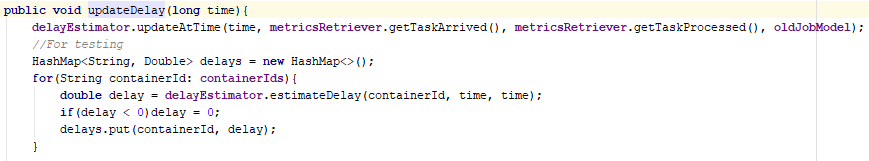 public void updateDelay(long time){
    delayEstimator.updateAtTime(time, metricsRetriever.getTaskArrived(), metricsRetriever.getTaskProcessed(), oldJobModel);
    //For testing
    HashMap<String, Double> delays = new HashMap<>();
    for(String containerId: containerIds){
        double delay = delayEstimator.estimateDelay(containerId, time, time);
        if(delay < 0)delay = 0;
        delays.put(containerId, delay);
    }